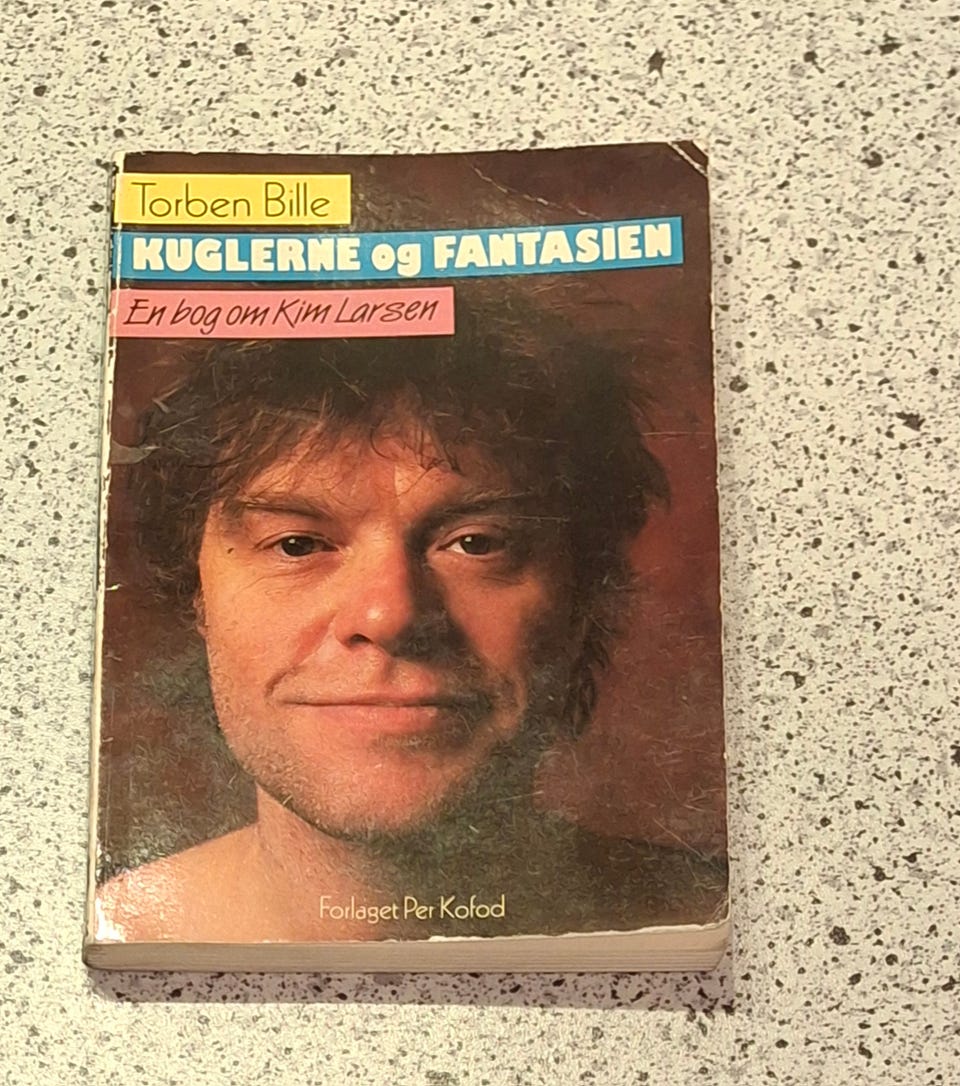 Torben Bille
KUGLERNE og FANTASIEN
En bog om Kim Larsen
Forlaget Per Kofod